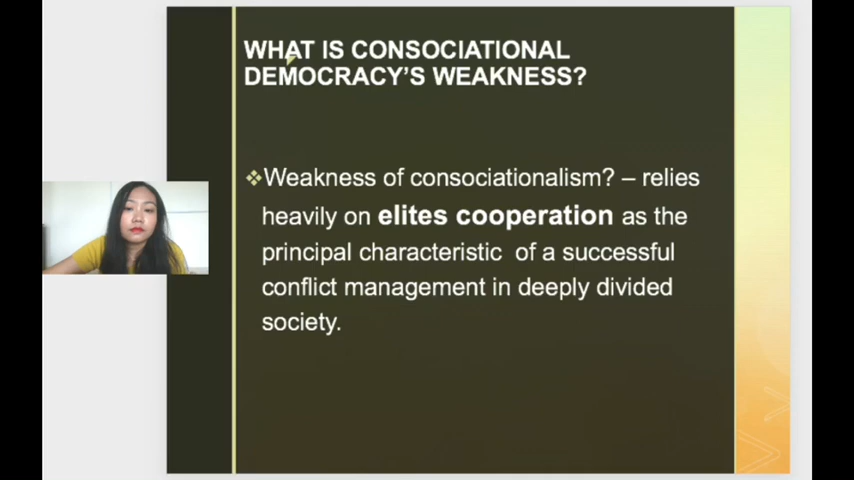 WHAT IS CONSOCIATIONAL
DEMOCRACY'S WEAKNESS?
Weakness of consociationalism? – relies
heavily on elites cooperation as the
principal characteristic of a successful
conflict management in deeply divided
society.